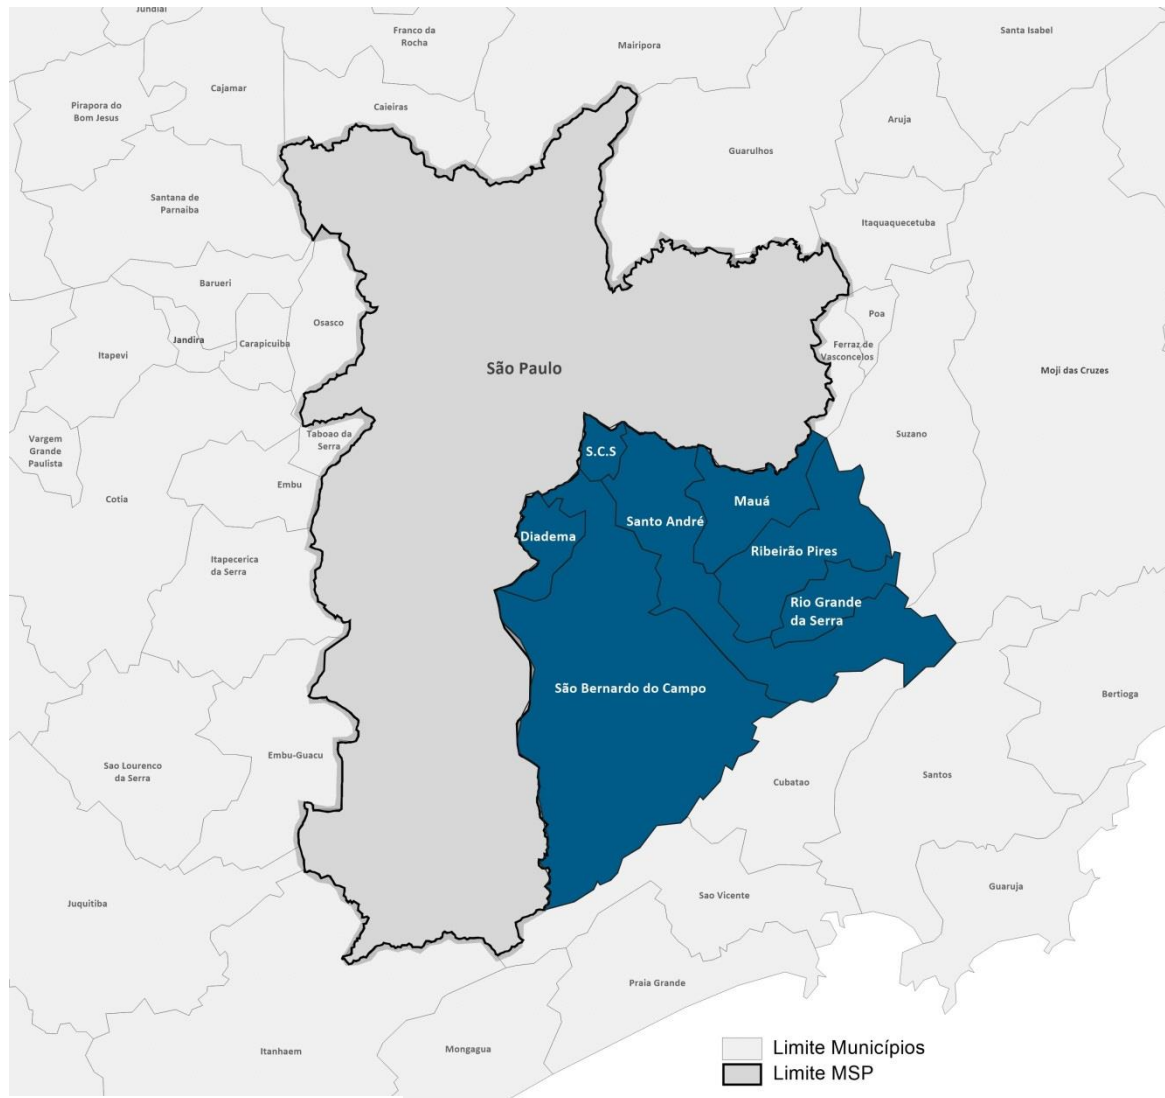 Jundiai
Franco da
Rocha
Mairipora
Santa Isabel
Pirapora do
Bom Jesus
Cajamar
Caieiras
Aruja
Guarulhos
Santana de
Parnaiba
Itaquaquecetuba
Barueri
Osasco
Poa
Jandira
Carapicuiba
Itapevi
Ferraz de
Vasconcelos
São Paulo
Moji das Cruzes
Vargem
Grande
Paulista
Taboao da
Serra
Suzano
S.C.S
Embu
Cotia
Mauá
Santo André
Diadema
Ribeirão Pires
Itapecerica
da Serra
Rio Grande
da Serra
São Bernardo do Campo
Bertioga
Embu-Guacu
Sao Lourenco
da Serra
Cubatao
Santos
Guaruja
Sao Vicente
Juquitiba
Praia Grande
Itanhaem
Mongagua
Limite Municípios
Limite MSP